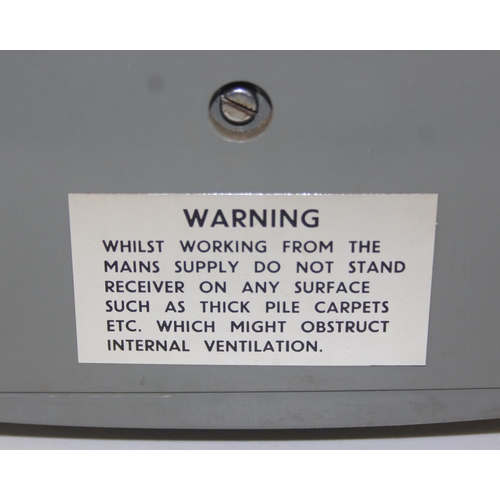 WARNING
WHILST WORKING FROM THE
MAINS SUPPLY DO NOT STAND
RECEIVER ON ANY SURFACE
SUCH AS THICK PILE CARPETS
ETC. WHICH MIGHT OBSTRUCT
INTERNAL VENTILATION.